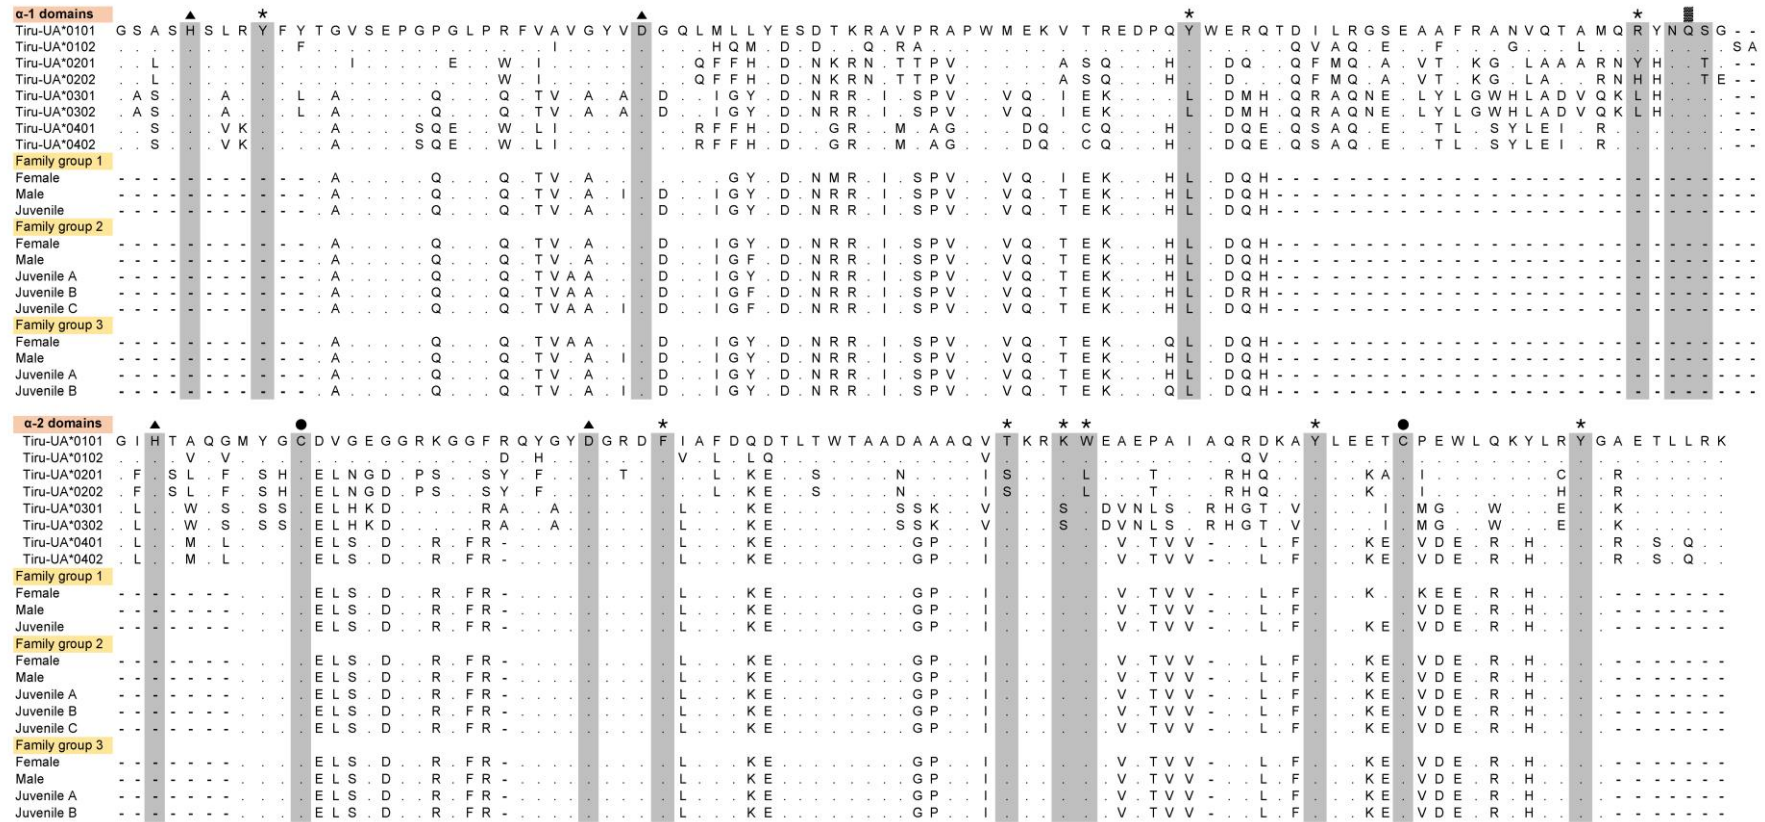 α-1 domains ▲ * ▲ * * 
Tiru-UA*0101 G S A S H S L R Y F Y T G V S E P G P G L P R F V A V G Y V D G Q L M L L Y E S D T K R A V P R A P W M E K V T R E D P Q Y W E R Q T D I L R G S E A A F R A N V Q T A M Q R Y N Q S G - -
Tiru-UA*0102 F I H Q M D Q R A Q V A Q E F G L S A
Tiru-UA*0201 L I E W I Q F F H D N K R N T T P V A S Q H D Q Q F M Q A V T K G L A A A R N Y H T - -
Tiru-UA*0202 L W I Q F F H D N K R N T T P V A S Q H D Q F M Q A V T K G L A R N H H T E -
Tiru-UA*0301 A S A L A Q Q T V A A D I G Y D N R R I S P V V Q I E K L D M H Q R A Q N E L Y L G W H L A D V Q K L H - -
Tiru-UA*0302 A S A L A Q Q T V A A D I G Y D N R R I S P V V Q I E K L D M H Q R A Q N E L Y L G W H L A D V Q K L H - -
Tiru-UA*0401 S V K A S Q E W L I R F F H D G R M A G D Q C Q H D Q E Q S A Q E T L S Y L E I R - -
Tiru-UA*0402 S V K A S Q E W L I R F F H D G R M A G D Q C Q H D Q E Q S A Q E T L S Y L E I R - -
Family group 1
Female A Q Q T V A G Y D N M R I S P V V Q I E K H L D Q H
Male A Q Q T V A I D I G Y D N R R I S P V V Q T E K H L D Q H
Juvenile A Q Q T V A D I G Y D N R R I S P V V Q T E K H L D Q H
Family group 2
Female A Q Q T V A D I G Y D N R R I S P V V Q T E K H L D Q H
Male A Q Q T V A D I G F D N R R I S P V V Q T E K H L D Q H
Juvenile A A Q Q T V A A D I G Y D N R R I S P V V Q T E K H L D Q H
Juvenile B A Q Q T V A A D I G F D N R R I S P V V Q T E K H L D R H
Juvenile C A Q Q T V A A I D I G F D N R R I S P V V Q T E K H L D Q H
Family group 3
Female A Q Q T V A A D I G Y D N R R I S P V V Q T E K Q L D Q H
Male A Q Q T V A I D I G Y D N R R I S P V V Q T E K H L D Q H
Juvenile A A Q Q T V A D I G Y D N R R I S P V V Q T E K H L D Q H
Juvenile B A Q Q T V A I D I G Y D N R R I S P V V Q T E K Q L D Q H
α-2 domains ▲ ● ▲ * * * * * ● *
Tiru-UA*0101 G I H T A Q G M Y G C D V G E G G R K G G F R Q Y G Y D G R D F I A F D Q D T L T W T A A D A A A Q V T K R K W E A E P A I A Q R D K A Y L E E T C P E W L Q K Y L R Y G A E T L L R K
Tiru-UA*0102 V V D H V L L Q V Q V
Tiru-UA*0201 F S L F S H E L N G D P S S Y F T L K E S N I S L T R H Q K A I C R
Tiru-UA*0202 F S L F S H E L N G D P S S Y F L K E S N I S L T R H Q K I H R
Tiru-UA*0301 L W S S S E L H K D R A A L K E S S K V S D V N L S R H G T V I M G W E K
Tiru-UA*0302 L W S S S E L H K D R A A L K E S S K V S D V N L S R H G T V I M G W E K
Tiru-UA*0401 L M L E L S D R F R - L K E G P I V T V V - L F K E V D E R H R S Q
Tiru-UA*0402 L M L E L S D R F R - L K E G P I V T V V - L F K E V D E R H R S Q
Family group 1
Female E L S D R F R - L K E G P I V T V V - L F K K E E R H
Male E L S D R F R - L K E G P I V T V V - L F V D E R H
Juvenile E L S D R F R - L K E G P I V T V V - L F K E V D E R H
Family group 2
Female E L S D R F R - L K E G P I V T V V - L F K E V D E R H
Male E L S D R F R - L K E G P I V T V V - L F K E V D E R H
Juvenile A E L S D R F R - L K E G P I V T V V - L F K E V D E R H
Juvenile B E L S D R F R - L K E G P I V T V V - L F K E V D E R H
Juvenile C E L S D R F R - L K E G P I V T V V - L F K E V D E R H
Family group 3
Female E L S D R F R - L K E G P I V T V V - L F K E V D E R H
Male E L S D R F R - L K E G P I V T V V - L F K E V D E R H
Juvenile A E L S D R F R - L K E G P I V T V V - L F K E V D E R H
Juvenile B E L S D R F R - L K E G P I V T V V - L F K E V D E R H